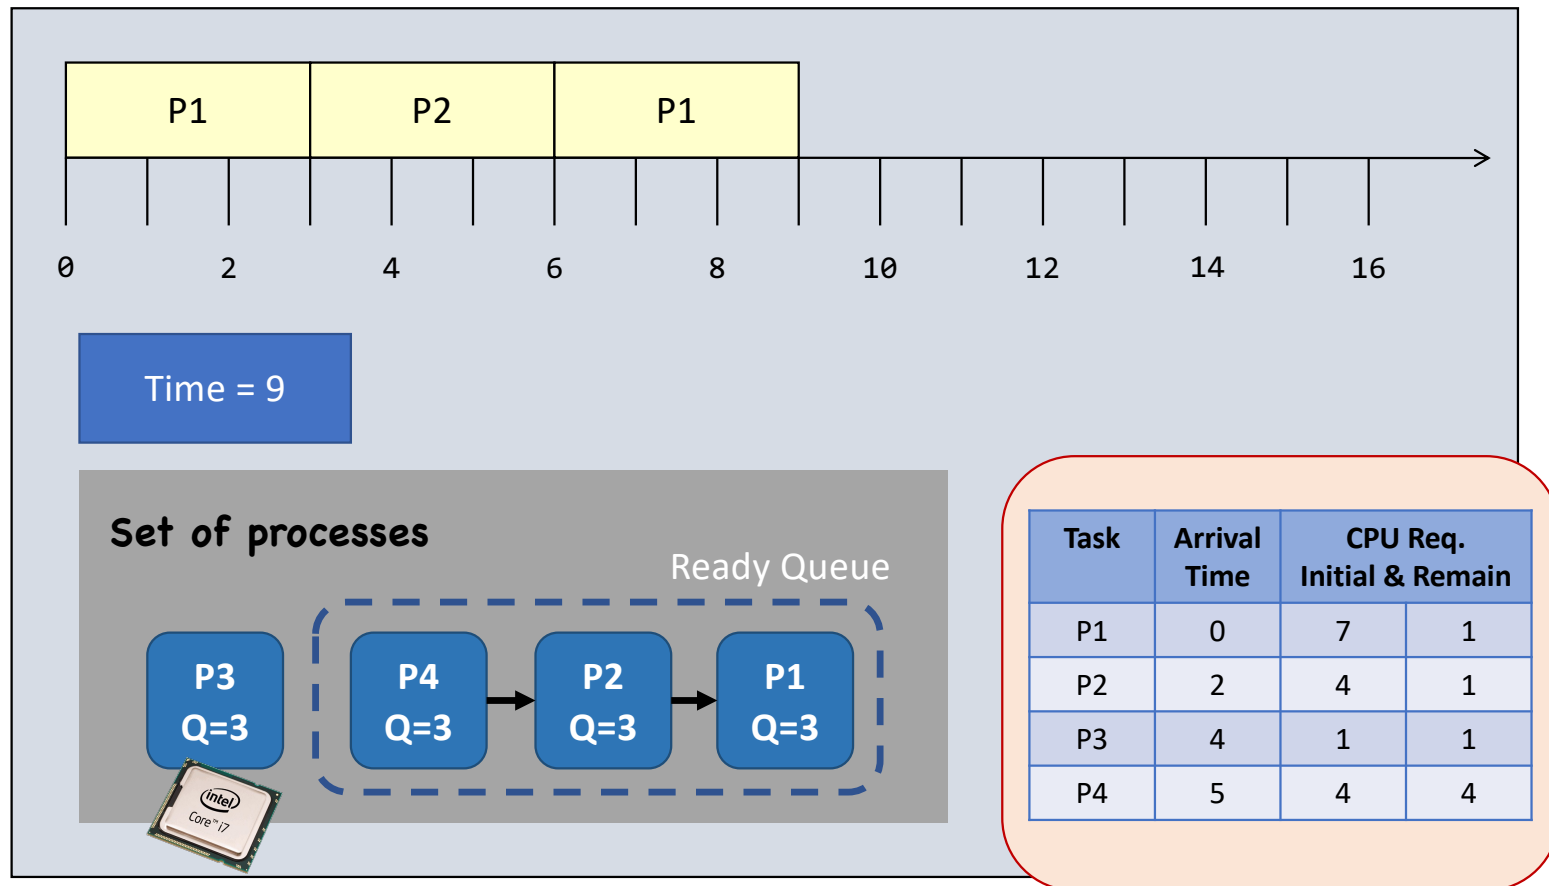 P1 P2 P1
0 2 4 6 8 10 12 14 16
Time = 9
Set of processes
Ready Queue
P3 P4 P2 P1
Q=3 Q=3 Q=3 Q=3
intel
Core™ i7
Task Arrival Time CPU Req. Initial & Remain
P1 0 7 1
P2 2 4 1
P3 4 1 1
P4 5 4 4